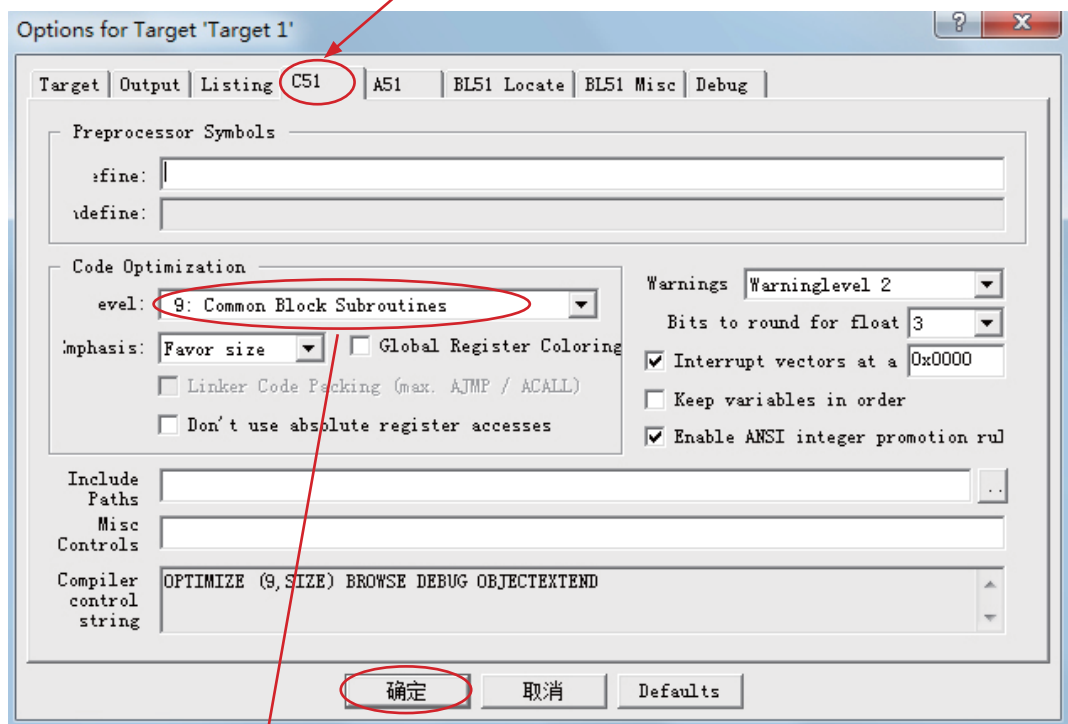 Options for Target 'Target 1'
Target Output Listing C51 A51 BL51 Locate BL51 Misc Debug
Preprocessor Symbols
efine:
define:
Code Optimization
evel: 9: Common Block Subroutines
mphasis: Favor size Global Register Coloring
Linker Code Packing (max. AJMP / ACALL)
Don't use absolute register accesses
Warnings Warninglevel 2
Bits to round for float 3
Interrupt vectors at a 0x0000
Keep variables in order
Enable ANSI integer promotion rul
Include
Paths
..
Misc
Controls
Compiler
control
string
OPTIMIZE (9,SIZE) BROWSE DEBUG OBJECTEXTEND
确定 取消 Defaults